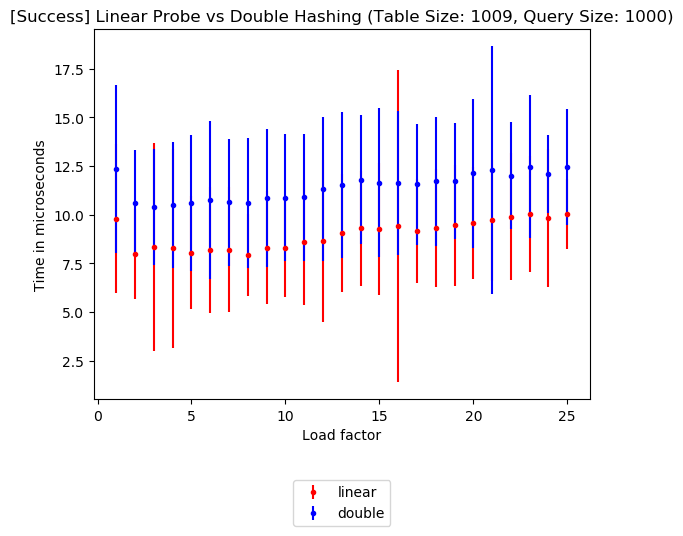 [Success] Linear Probe vs Double Hashing (Table Size: 1009, Query Size: 1000)
17.5
15.0
12.5
10.0
7.5
5.0
2.5
Time in microseconds
0 5 10 15 20 25
Load factor
linear
double